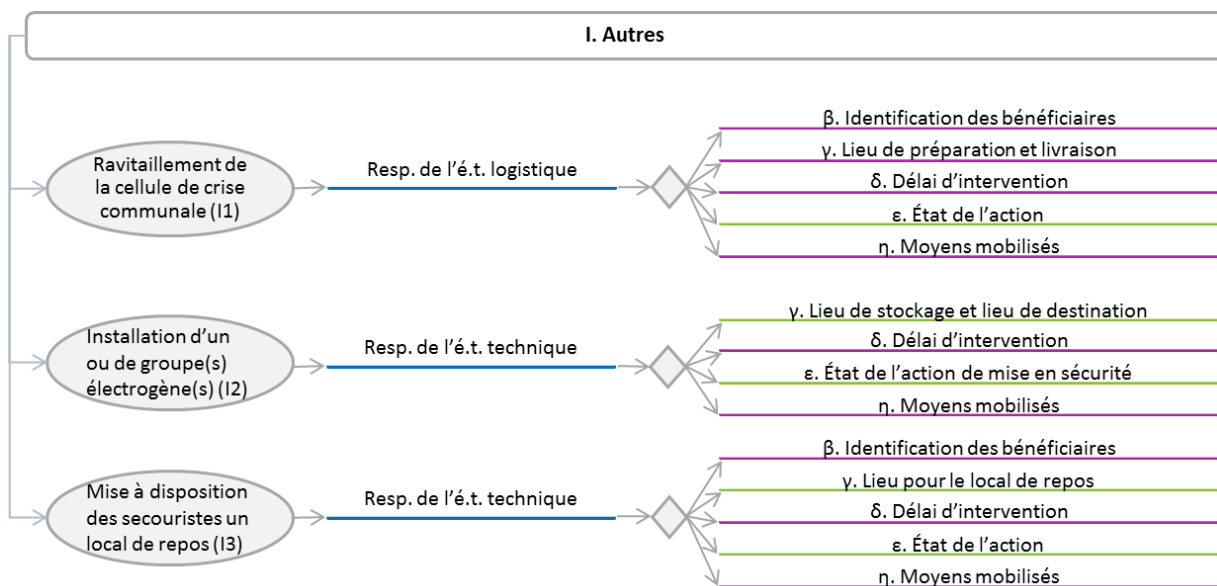 I. Autres
Ravitaillement de
la cellule de crise
communale (I1)
Resp. de l'é.t. logistique
β. Identification des bénéficiaires
γ. Lieu de préparation et livraison
δ. Délai d'intervention
ε. État de l'action
η. Moyens mobilisés
Installation d'un
ou de groupe(s)
électrogène(s) (I2)
Resp. de l'é.t. technique
γ. Lieu de stockage et lieu de destination
δ. Délai d'intervention
ε. État de l'action de mise en sécurité
η. Moyens mobilisés
Mise à disposition
des secouristes un
local de repos (I3)
Resp. de l'é.t. technique
β. Identification des bénéficiaires
γ. Lieu pour le local de repos
δ. Délai d'intervention
ε. État de l'action
η. Moyens mobilisés